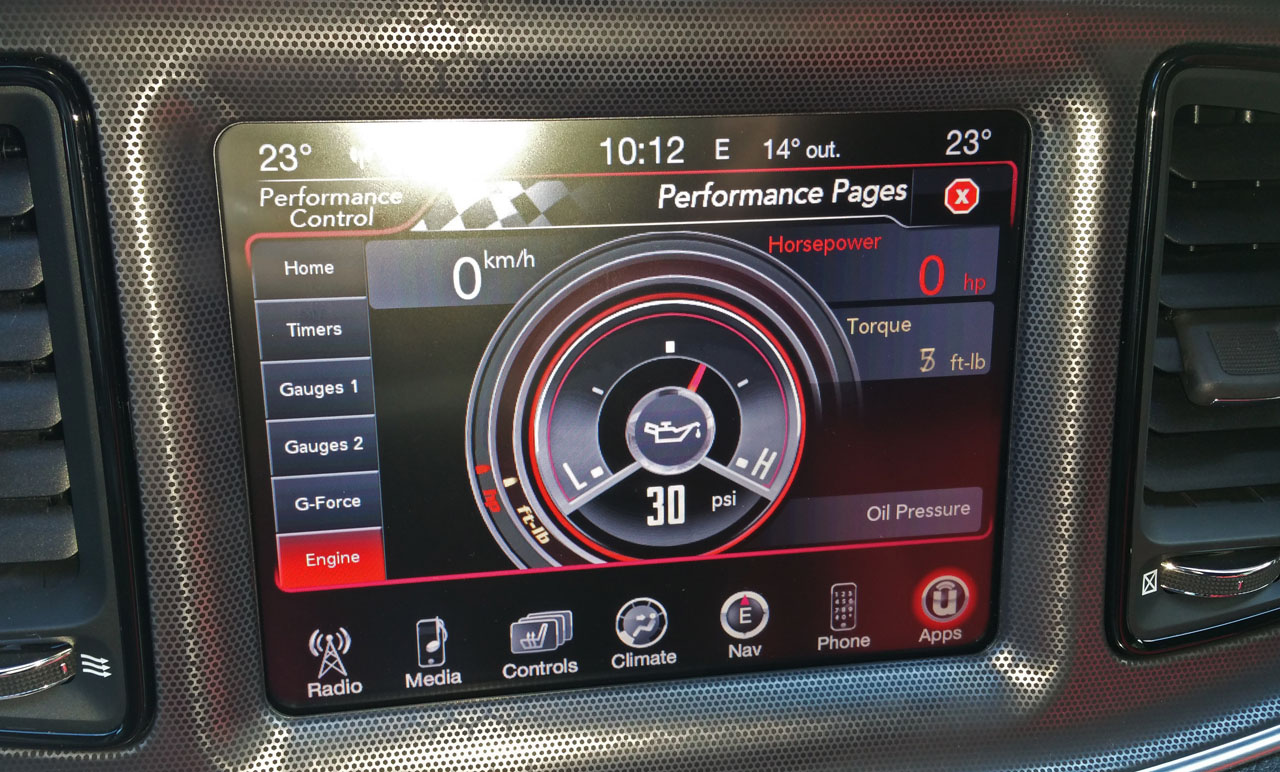 23° 10:12 E 14° out. 23°
Performance
Control
Performance Pages
X
Home
Timers
Gauges 1
Gauges 2
G-Force
Engine
0 km/h
Horsepower
0 hp
Torque
ft-lb
L
H
30 psi
hp
ft-lb
Oil Pressure
Radio
Media
Controls
Climate
E
Nav
Phone
Apps